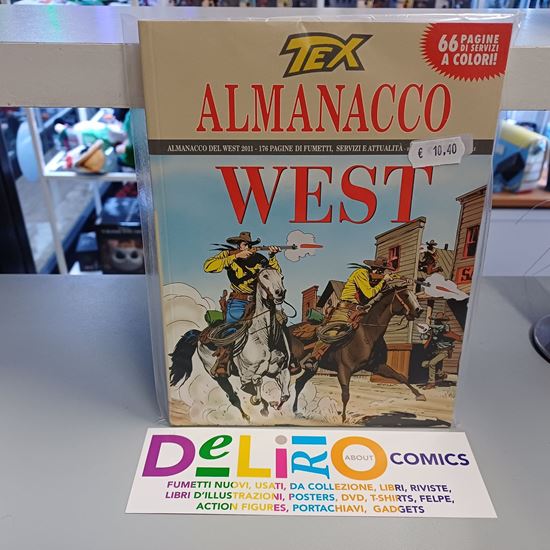 TEX
66 PAGINE
DI SERVIZI
A COLORI!
ALMANACCO
ALMANACCO DEL WEST 2011 - 176 PAGINE DI FUMETTI, SERVIZI E ATTUALITÀ -
€ 10,40
WEST
DeLiRiO ABOUT COMICS
FUMETTI NUOVI, USATI, DA COLLEZIONE, LIBRI, RIVISTE,
LIBRI D'ILLUSTRAZIONI, POSTERS, DVD, T-SHIRTS, FELPE,
ACTION FIGURES, PORTACHIAVI, GADGETS